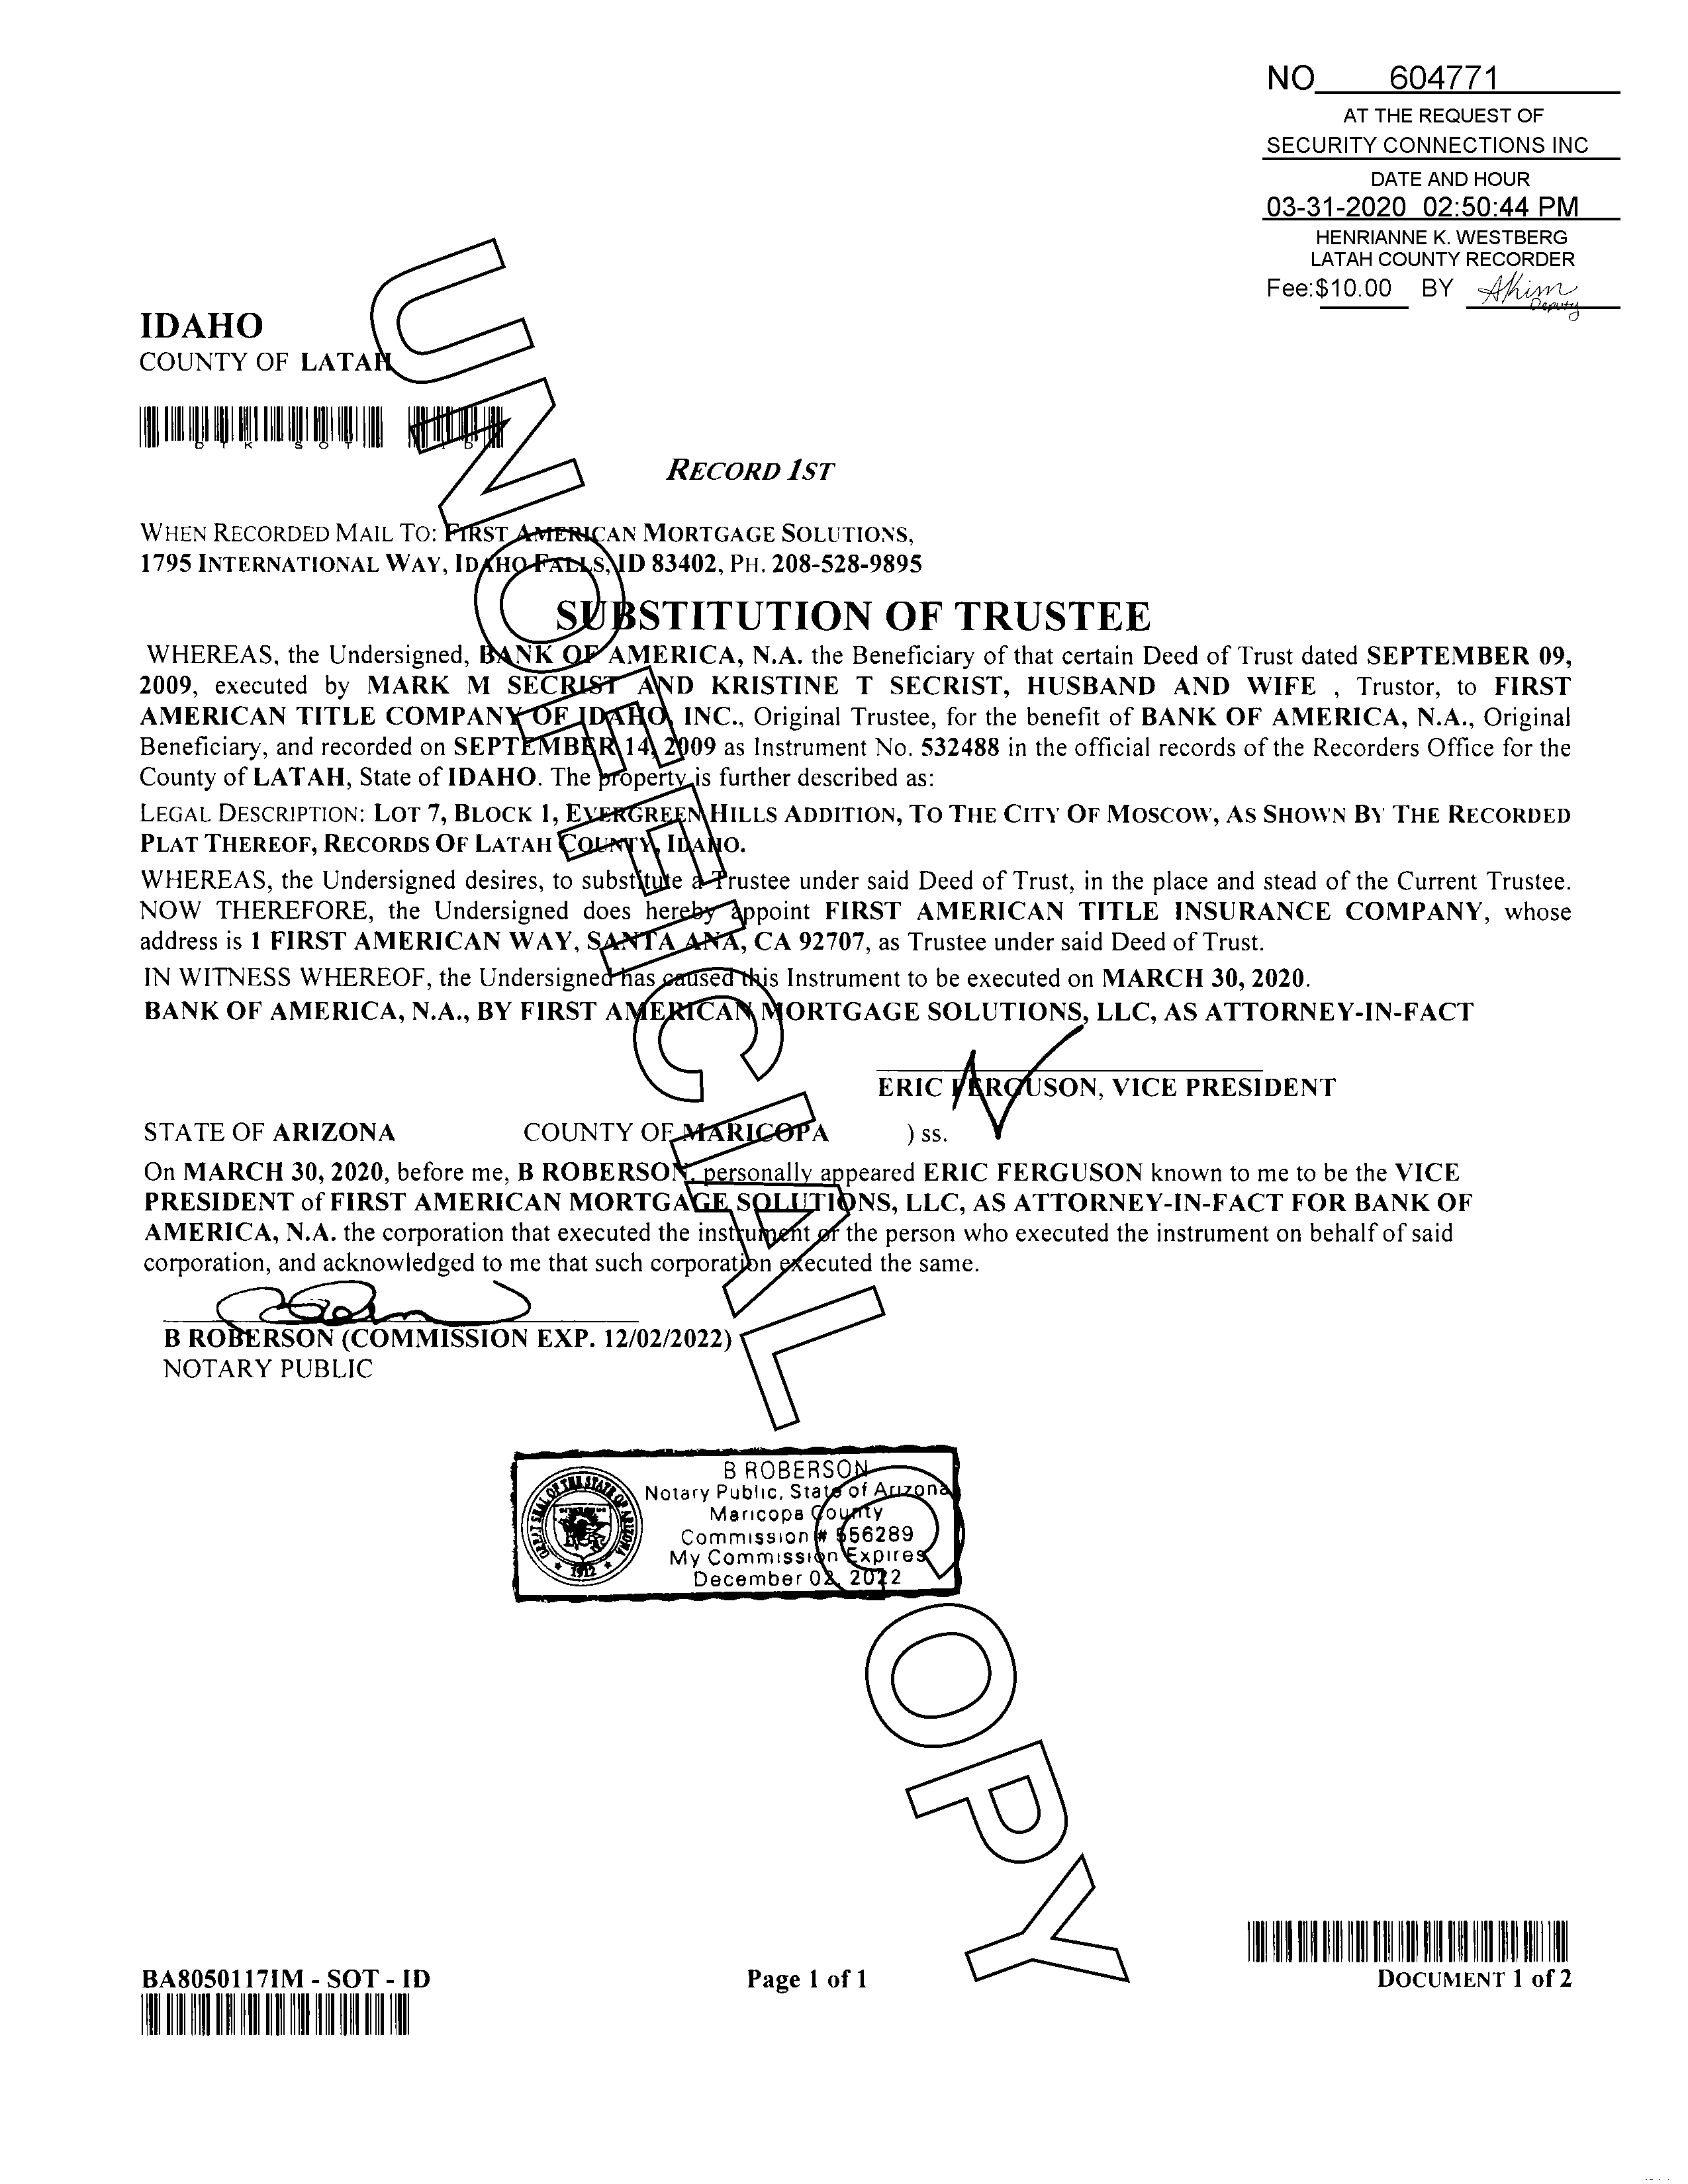 NO 604771
AT THE REQUEST OF
SECURITY CONNECTIONS INC
DATE AND HOUR
03-31-2020 02:50:44 PM
HENRIANNE K. WESTBERG
LATAH COUNTY RECORDER
Fee:$10.00 BY AKim
Deputy
IDAHO
COUNTY OF LATAH
RECORD 1ST
WHEN RECORDED MAIL TO: FIRST AMERICAN MORTGAGE SOLUTIONS,
1795 INTERNATIONAL WAY, IDAHO FALLS, ID 83402, PH. 208-528-9895
SUBSTITUTION OF TRUSTEE
WHEREAS, the Undersigned, BANK OF AMERICA, N.A. the Beneficiary of that certain Deed of Trust dated SEPTEMBER 09,
2009, executed by MARK M SECRIST AND KRISTINE T SECRIST, HUSBAND AND WIFE , Trustor, to FIRST
AMERICAN TITLE COMPANY OF IDAHO, INC., Original Trustee, for the benefit of BANK OF AMERICA, N.A., Original
Beneficiary, and recorded on SEPTEMBER 14, 2009 as Instrument No. 532488 in the official records of the Recorders Office for the
County of LATAH, State of IDAHO. The property is further described as:
LEGAL DESCRIPTION: LOT 7, BLOCK 1, EVERGREEN HILLS ADDITION, TO THE CITY OF MOSCOW, AS SHOWN BY THE RECORDED
PLAT THEREOF, RECORDS OF LATAH COUNTY, IDAHO.
WHEREAS, the Undersigned desires, to substitute a Trustee under said Deed of Trust, in the place and stead of the Current Trustee.
NOW THEREFORE, the Undersigned does hereby appoint FIRST AMERICAN TITLE INSURANCE COMPANY, whose
address is 1 FIRST AMERICAN WAY, SANTA ANA, CA 92707, as Trustee under said Deed of Trust.
IN WITNESS WHEREOF, the Undersigned has caused this Instrument to be executed on MARCH 30, 2020.
BANK OF AMERICA, N.A., BY FIRST AMERICAN MORTGAGE SOLUTIONS, LLC, AS ATTORNEY-IN-FACT
ERIC FERGUSON, VICE PRESIDENT
STATE OF ARIZONA COUNTY OF MARICOPA ) ss.
On MARCH 30, 2020, before me, B ROBERSON, personally appeared ERIC FERGUSON known to me to be the VICE
PRESIDENT of FIRST AMERICAN MORTGAGE SOLUTIONS, LLC, AS ATTORNEY-IN-FACT FOR BANK OF
AMERICA, N.A. the corporation that executed the instrument or the person who executed the instrument on behalf of said
corporation, and acknowledged to me that such corporation executed the same.
B ROBERSON (COMMISSION EXP. 12/02/2022)
NOTARY PUBLIC
GREAT SEAL OF THE STATE OF ARIZONA
1912
B ROBERSON
Notary Public, State of Arizona
Maricopa County
Commission # 556289
My Commission Expires
December 02, 2022
UNOFFICIAL COPY
BA8050117IM - SOT - ID
Page 1 of 1
DOCUMENT 1 of 2